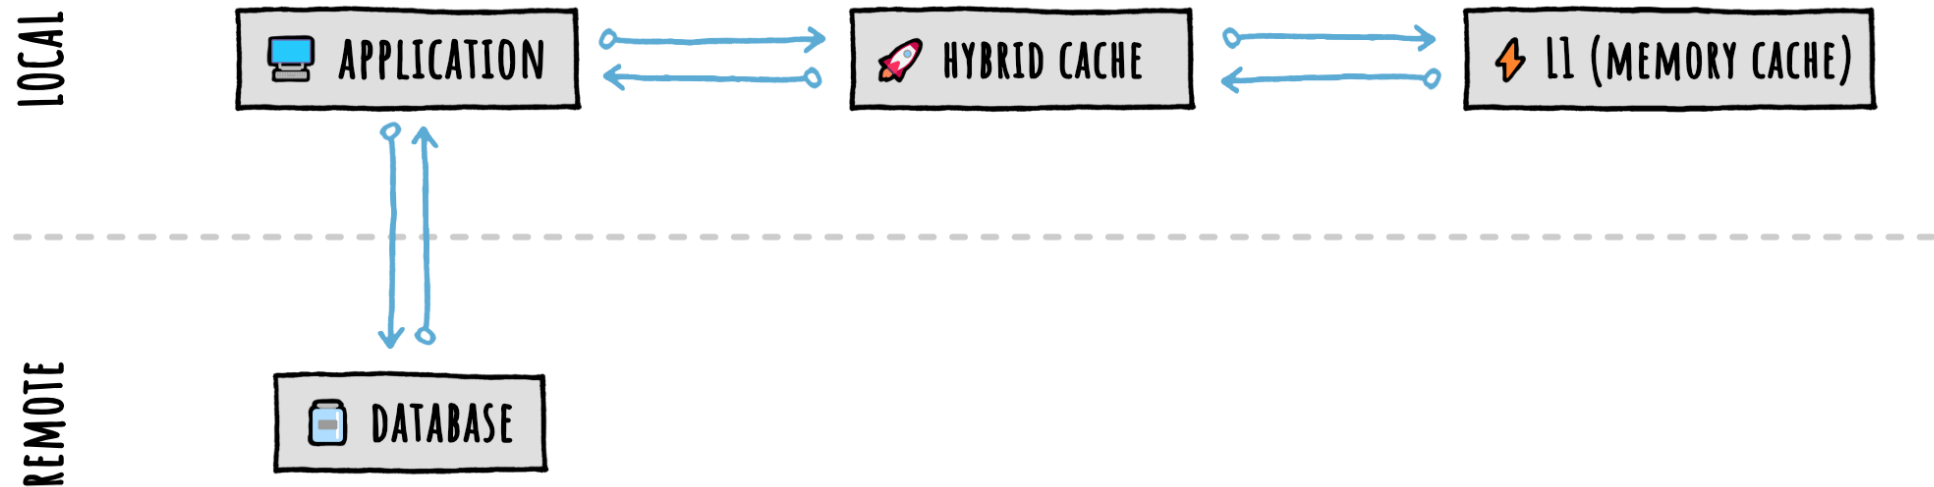 LOCAL
APPLICATION
HYBRID CACHE
L1 (MEMORY CACHE)
REMOTE
DATABASE